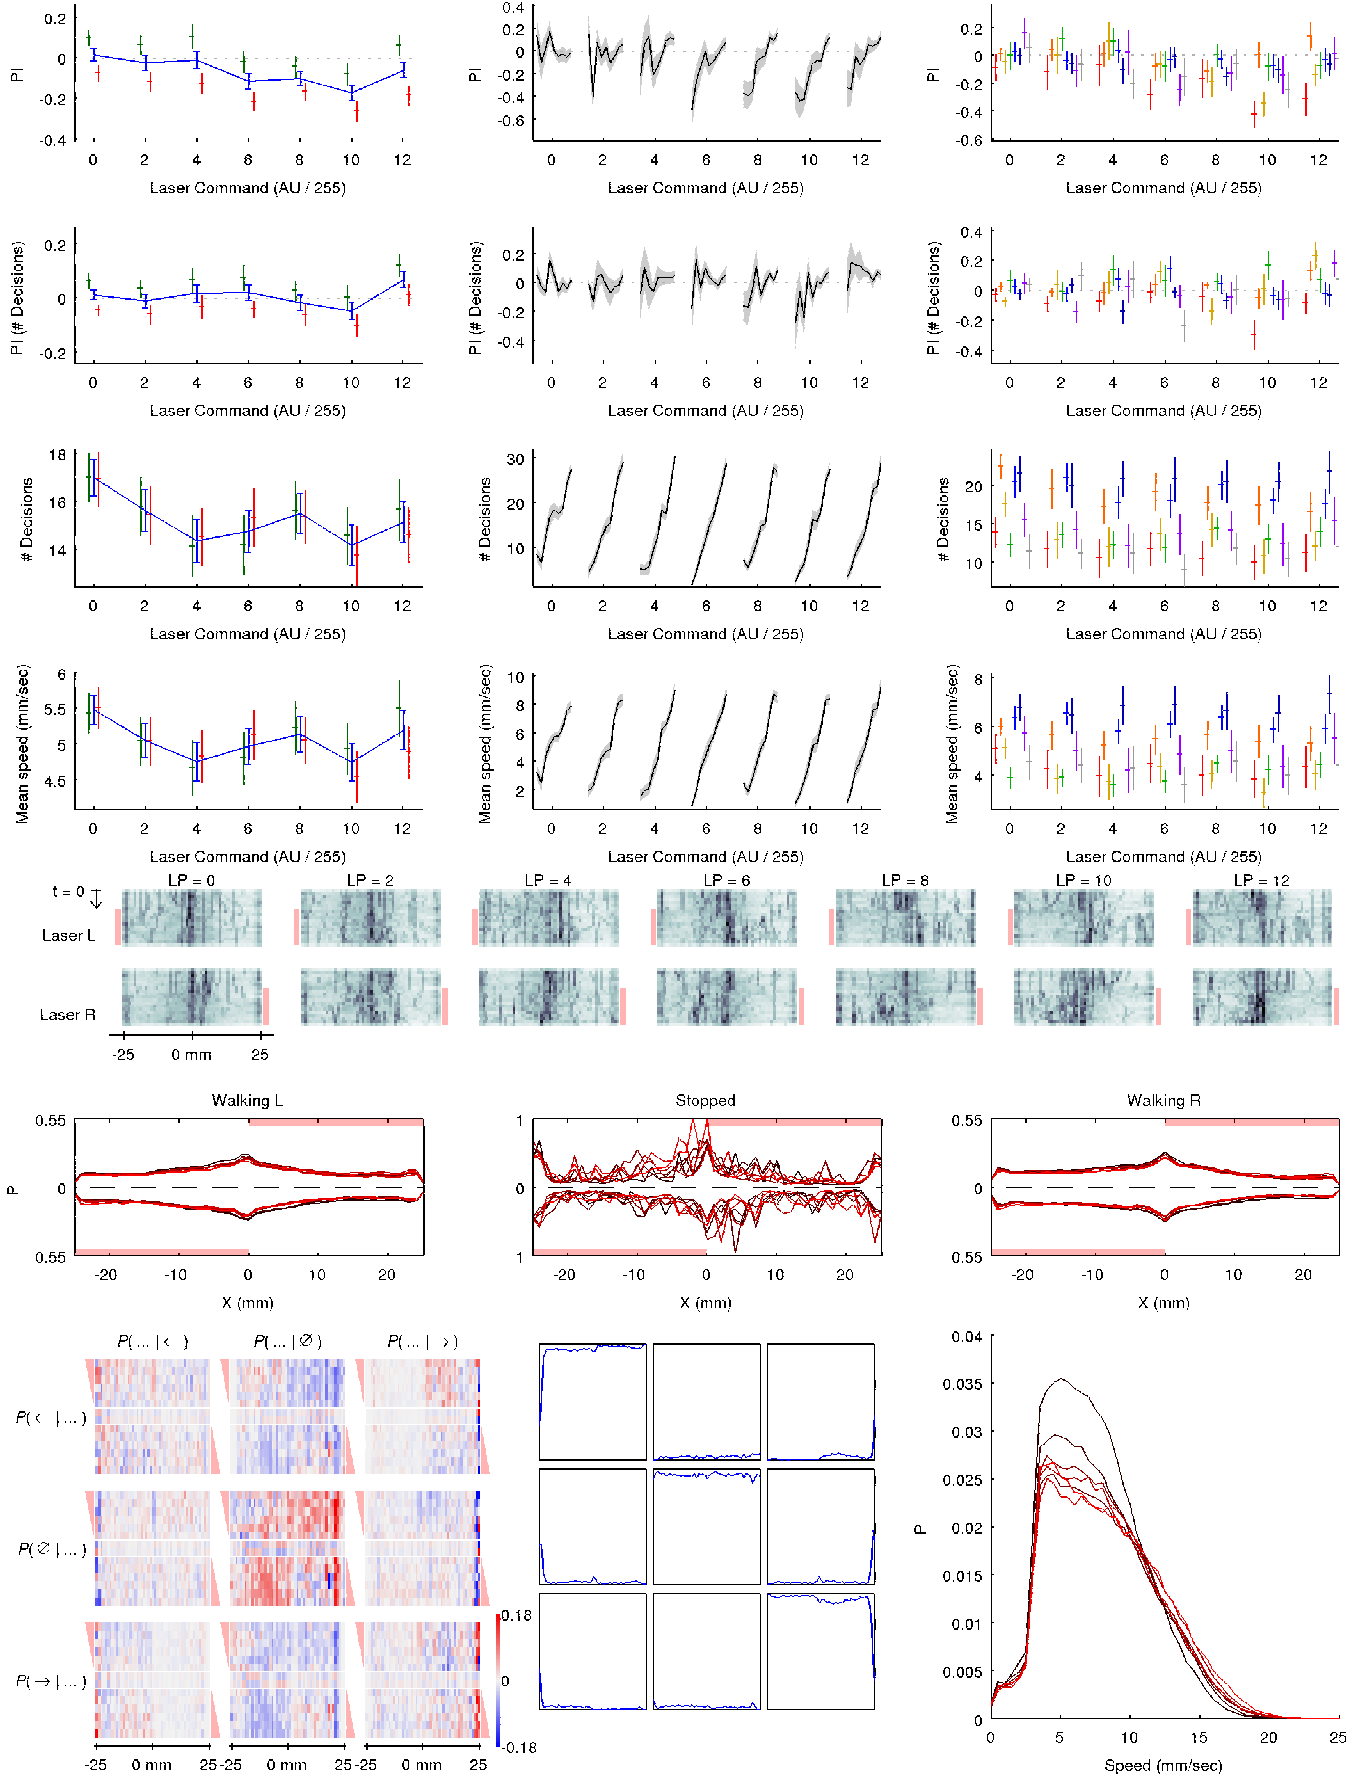 0.2
0
-0.2
-0.4
PI
0 2 4 6 8 10 12
Laser Command (AU / 255)
0.4
0.2
0
-0.2
-0.4
-0.6
PI
0 2 4 6 8 10 12
Laser Command (AU / 255)
0.4
0.2
0
-0.2
-0.4
-0.6
PI
0 2 4 6 8 10 12
Laser Command (AU / 255)
0.2
0
-0.2
PI (# Decisions)
0 2 4 6 8 10 12
Laser Command (AU / 255)
0.2
0
-0.2
-0.4
PI (# Decisions)
0 2 4 6 8 10 12
Laser Command (AU / 255)
0.4
0.2
0
-0.2
-0.4
PI (# Decisions)
0 2 4 6 8 10 12
Laser Command (AU / 255)
18
16
14
# Decisions
0 2 4 6 8 10 12
Laser Command (AU / 255)
30
20
10
# Decisions
0 2 4 6 8 10 12
Laser Command (AU / 255)
20
15
10
# Decisions
0 2 4 6 8 10 12
Laser Command (AU / 255)
6
5.5
5
4.5
Mean speed (mm/sec)
0 2 4 6 8 10 12
Laser Command (AU / 255)
10
8
6
4
2
Mean speed (mm/sec)
0 2 4 6 8 10 12
Laser Command (AU / 255)
8
6
4
Mean speed (mm/sec)
0 2 4 6 8 10 12
Laser Command (AU / 255)
LP = 0 LP = 2 LP = 4 LP = 6 LP = 8 LP = 10 LP = 12
t = 0
Laser L
Laser R
-25 0 mm 25
Walking L
0.55
0
0.55
P
-20 -10 0 10 20
X (mm)
Stopped
1
0
1
-20 -10 0 10 20
X (mm)
Walking R
0.55
0
0.55
-20 -10 0 10 20
X (mm)
P( ... | ← ) P( ... | ∅ ) P( ... | → )
P( ← | ... )
P( ∅ | ... )
P( → | ... )
0.18
0
-0.18
-25 0 mm 25 -25 0 mm 25 -25 0 mm 25
0.04
0.035
0.03
0.025
0.02
0.015
0.01
0.005
0
P
0 5 10 15 20 25
Speed (mm/sec)